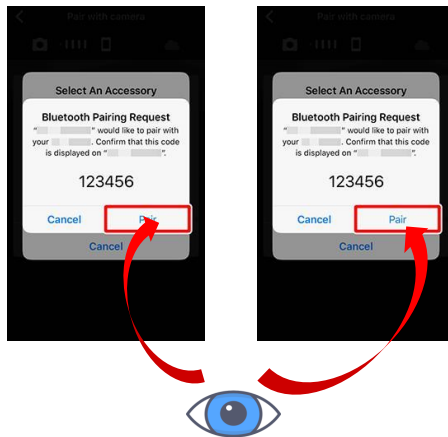 Pair with camera
Select An Accessory
Bluetooth Pairing Request
“ ” would like to pair with
your . Confirm that this code
is displayed on “ ”.
123456
Cancel Pair
Cancel
Pair with camera
Select An Accessory
Bluetooth Pairing Request
“ ” would like to pair with
your . Confirm that this code
is displayed on “ ”.
123456
Cancel Pair
Cancel